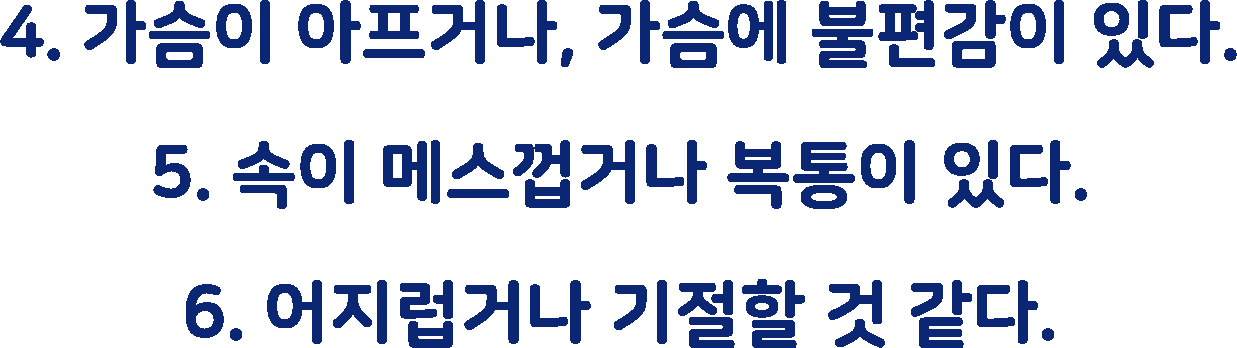 4. 가슴이 아프거나, 가슴에 불편감이 있다.
5. 속이 메스껍거나 복통이 있다.
6. 어지럽거나 기절할 것 같다.